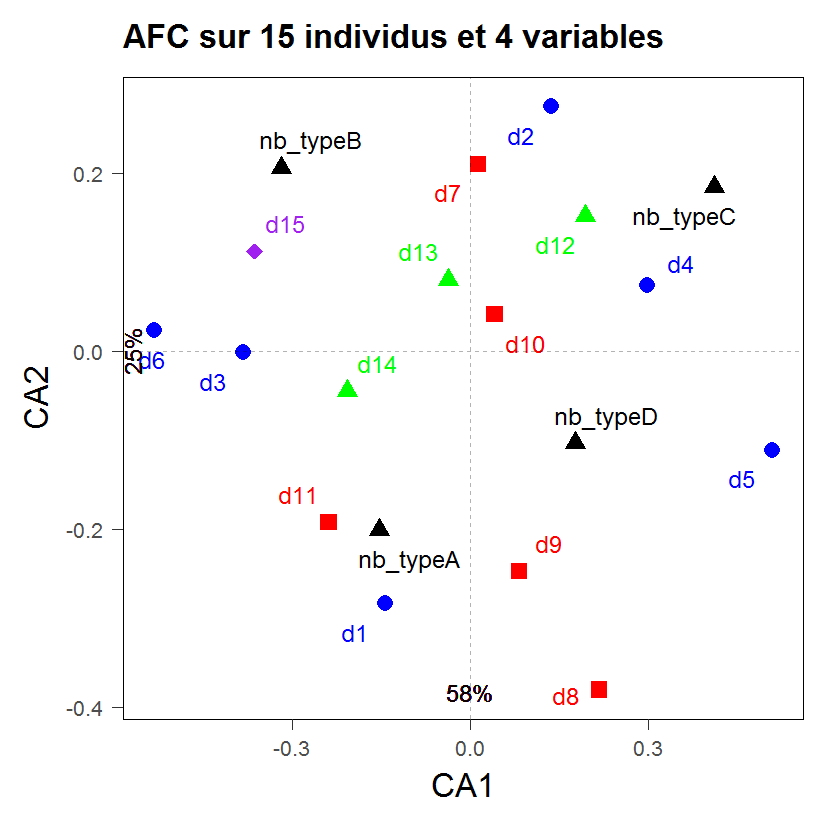 AFC sur 15 individus et 4 variables
d2
nb_typeB
0.2
d7
nb_typeC
d15
d12
d13
d4
25%
d10
0.0
d6
d14
d3
CA2
nb_typeD
d5
d11
-0.2
d9
nb_typeA
d1
58%
d8
-0.4
-0.3
0.0
0.3
CA1